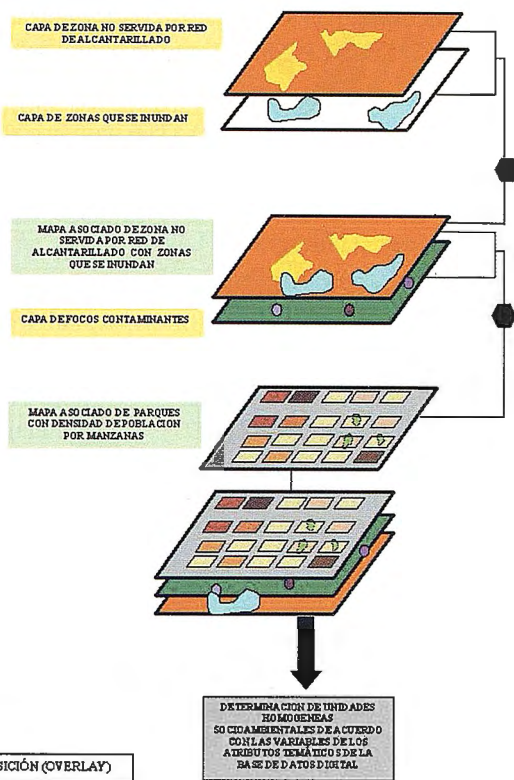 CAPA DE ZONA NO SERVIDA POR RED
DE ALCANTARILLADO
CAPA DE ZONAS QUE SE INUNDAN
MAPA ASOCIADO DE ZONA NO
SERVIDA POR RED DE
ALCANTARILLADO CON ZONAS
QUE SE INUNDAN
CAPA DE FOCOS CONTAMINANTES
MAPA ASOCIADO DE PARQUES
CON DENSIDAD DE POBLACION
POR MANZANAS
DETERMINACION DE UNIDADES
HOMOGENEAS
SOCIOAMBIENTALES DE ACUERDO
CON LAS VARIABLES DE LOS
ATRIBUTOS TEMÁTICOS DE LA
BASE DE DATOS DIGITAL
SICIÓN (OVERLAY)